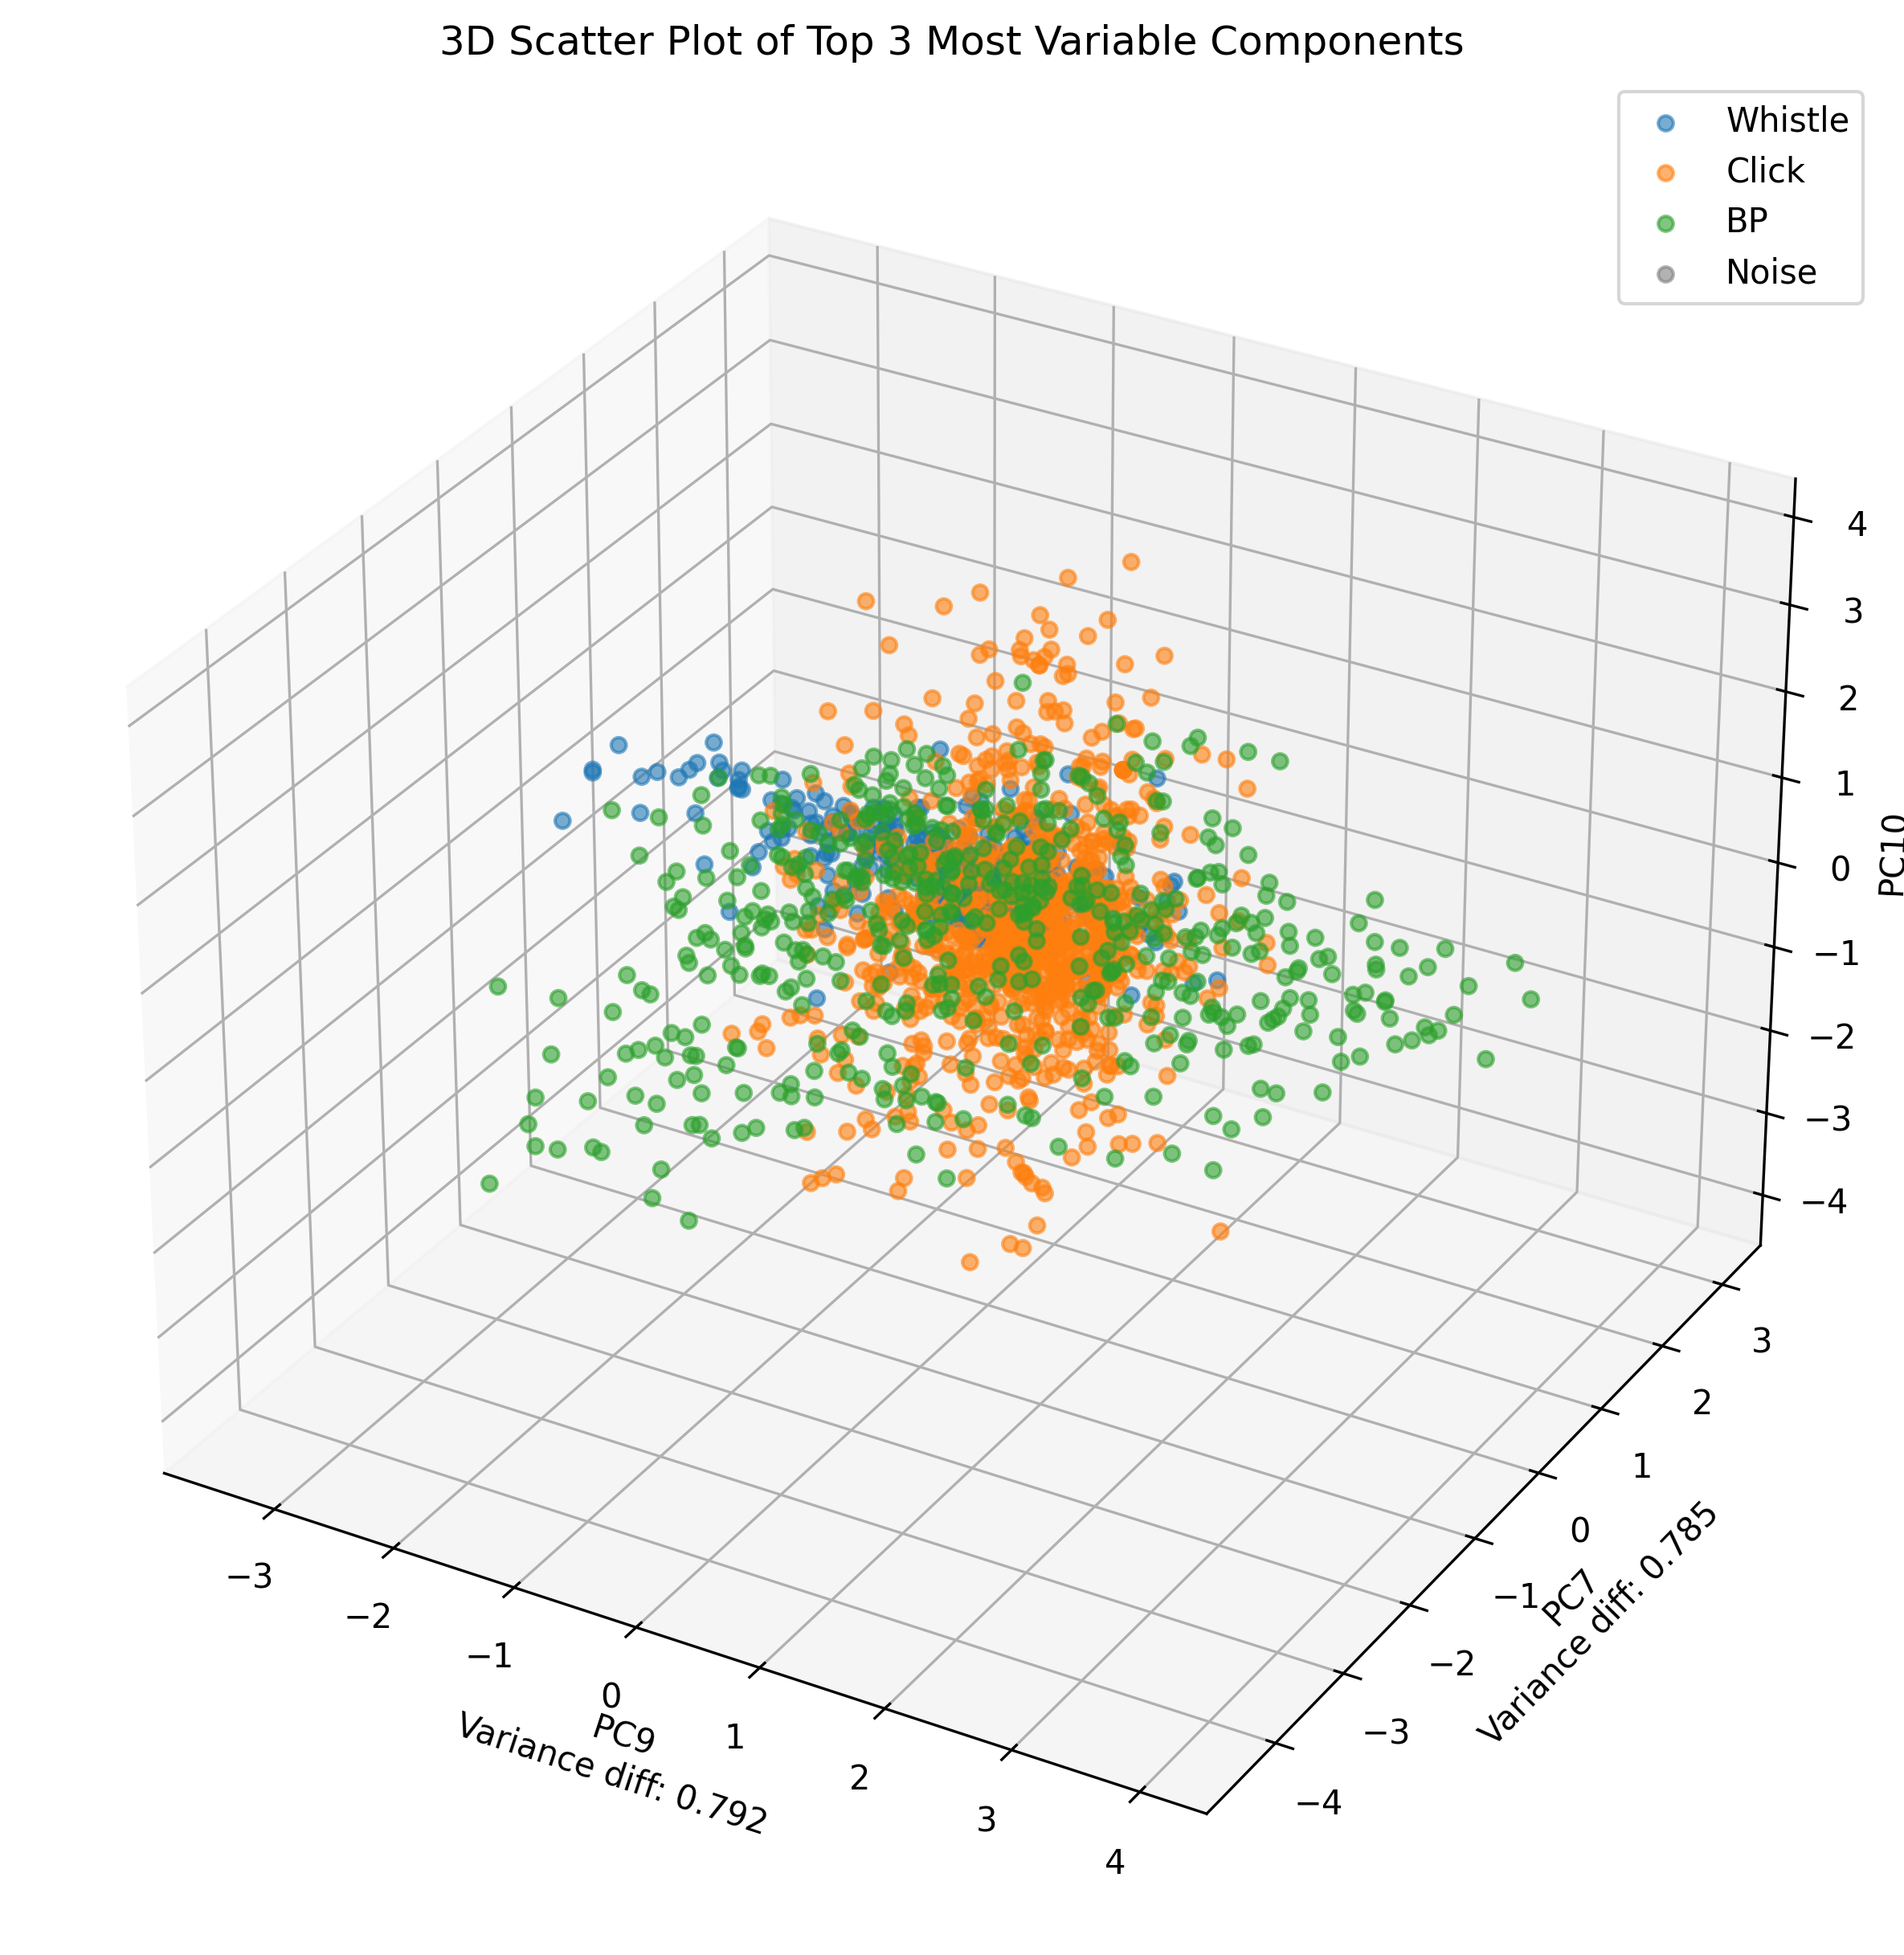 3D Scatter Plot of Top 3 Most Variable Components
Whistle
Click
BP
Noise
4
3
2
1
0
−1
−2
−3
−4
PC10
3
2
1
0
−1
−2
−3
−4
PC7
Variance diff: 0.785
−3
−2
−1
0
1
2
3
4
PC9
Variance diff: 0.792